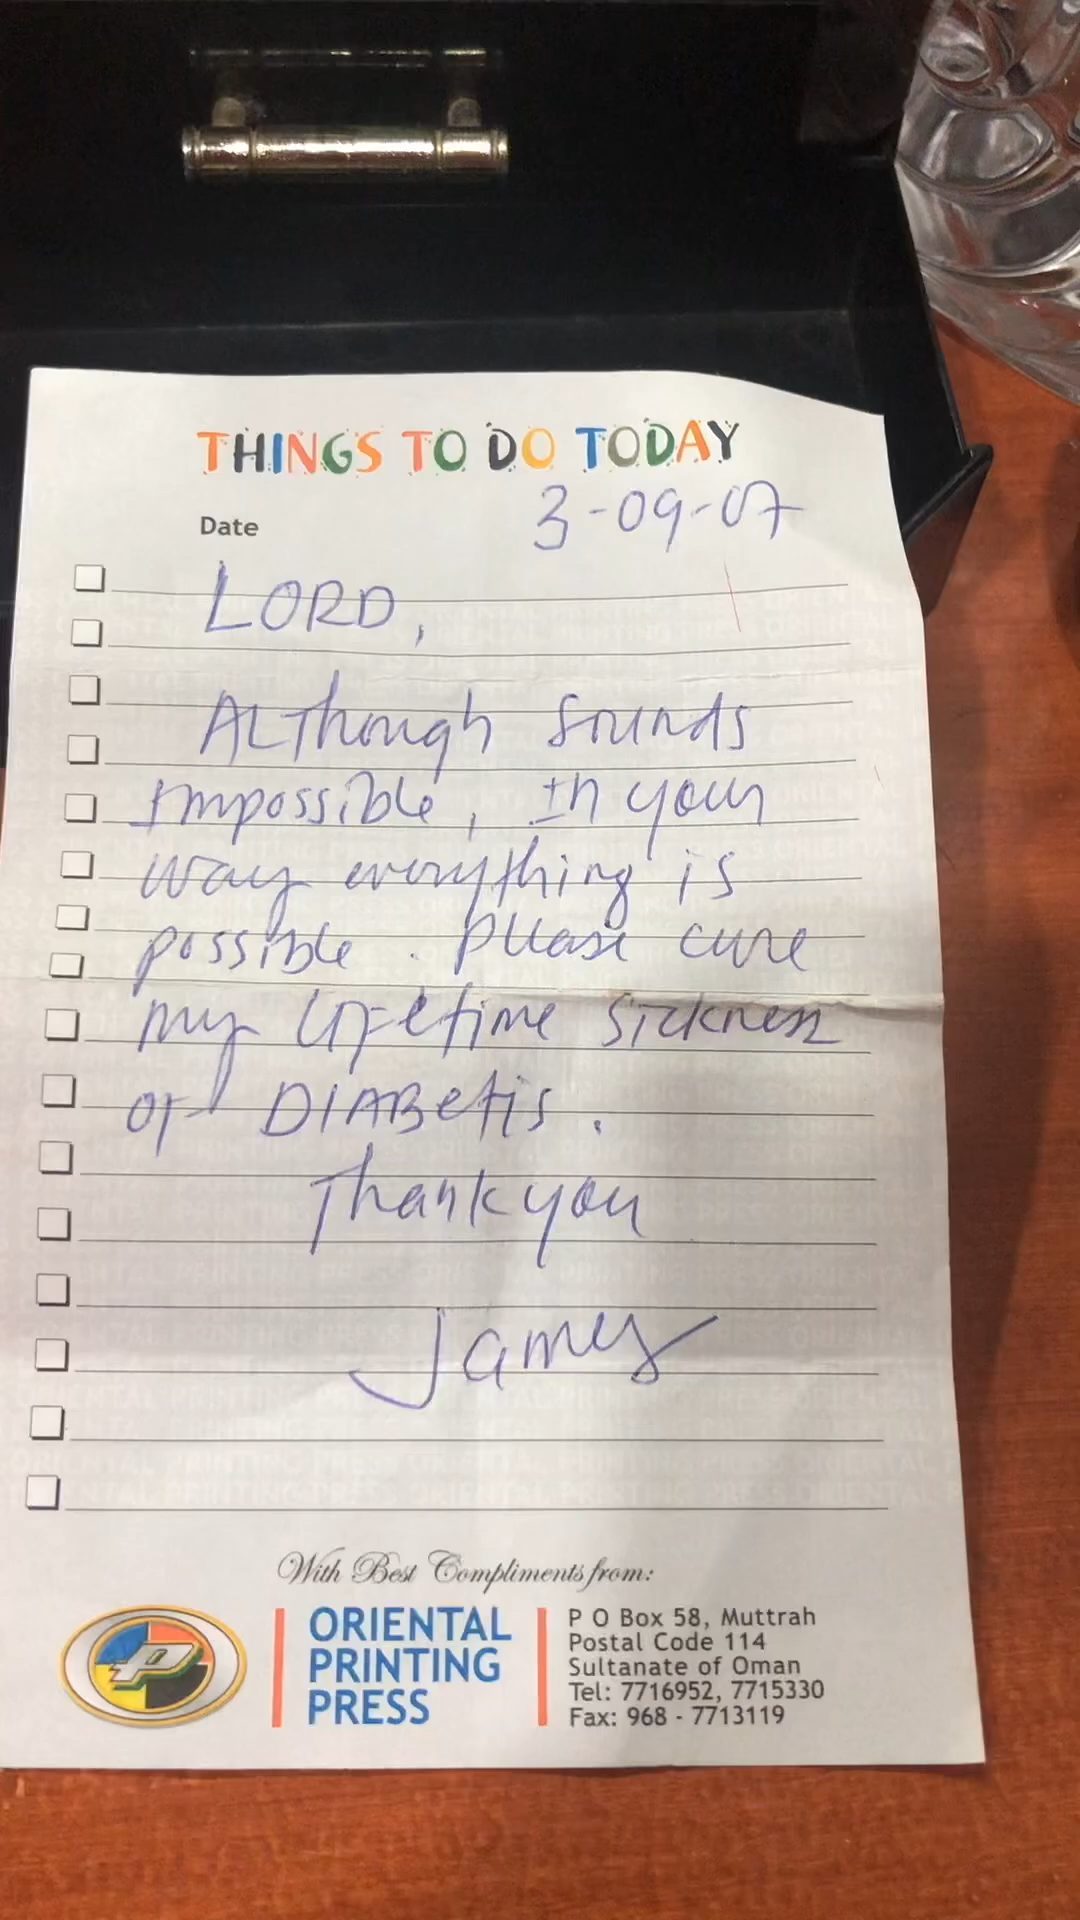 THINGS TO DO TODAY
Date 3-09-07
LORD,
Although sounds
Impossible, In your
way everything is
possible. Please cure
my Lifetime sickness
of DIABetis.
Thank you
James
With Best Compliments from:
ORIENTAL
PRINTING
PRESS
P O Box 58, Muttrah
Postal Code 114
Sultanate of Oman
Tel: 7716952, 7715330
Fax: 968 - 7713119